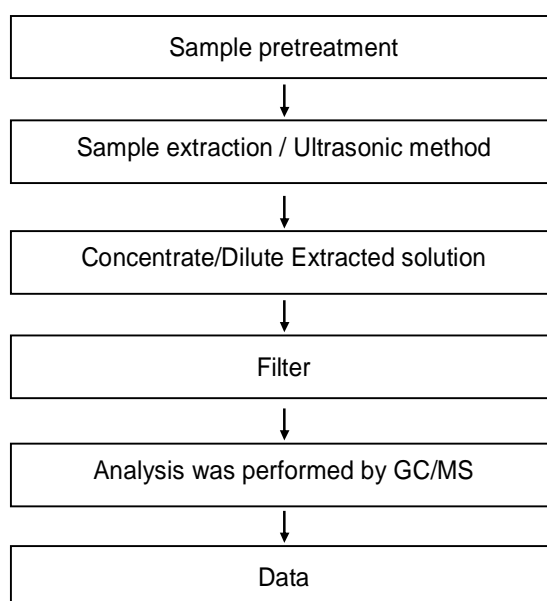 Sample pretreatment
Sample extraction / Ultrasonic method
Concentrate/Dilute Extracted solution
Filter
Analysis was performed by GC/MS
Data